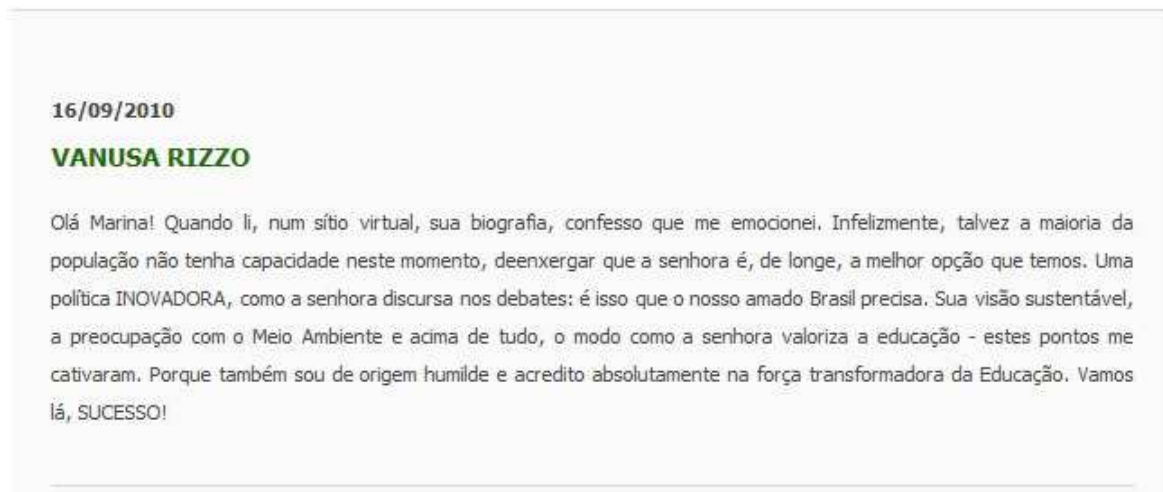 16/09/2010
VANUSA RIZZO
Olá Marina! Quando li, num sítio virtual, sua biografia, confesso que me emocionei. Infelizmente, talvez a maioria da
população não tenha capacidade neste momento, deenxergar que a senhora é, de longe, a melhor opção que temos. Uma
política INOVADORA, como a senhora discursa nos debates: é isso que o nosso amado Brasil precisa. Sua visão sustentável,
a preocupação com o Meio Ambiente e acima de tudo, o modo como a senhora valoriza a educação - estes pontos me
cativaram. Porque também sou de origem humilde e acredito absolutamente na força transformadora da Educação. Vamos
lá, SUCESSO!